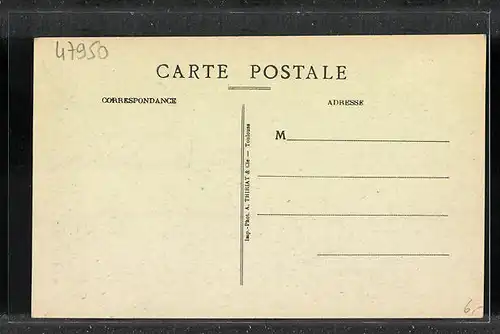 47950
CARTE POSTALE
CORRESPONDANCE
ADRESSE
M
Imp.-Phot. A. THIRIAT & Cie — Toulouse
6,-